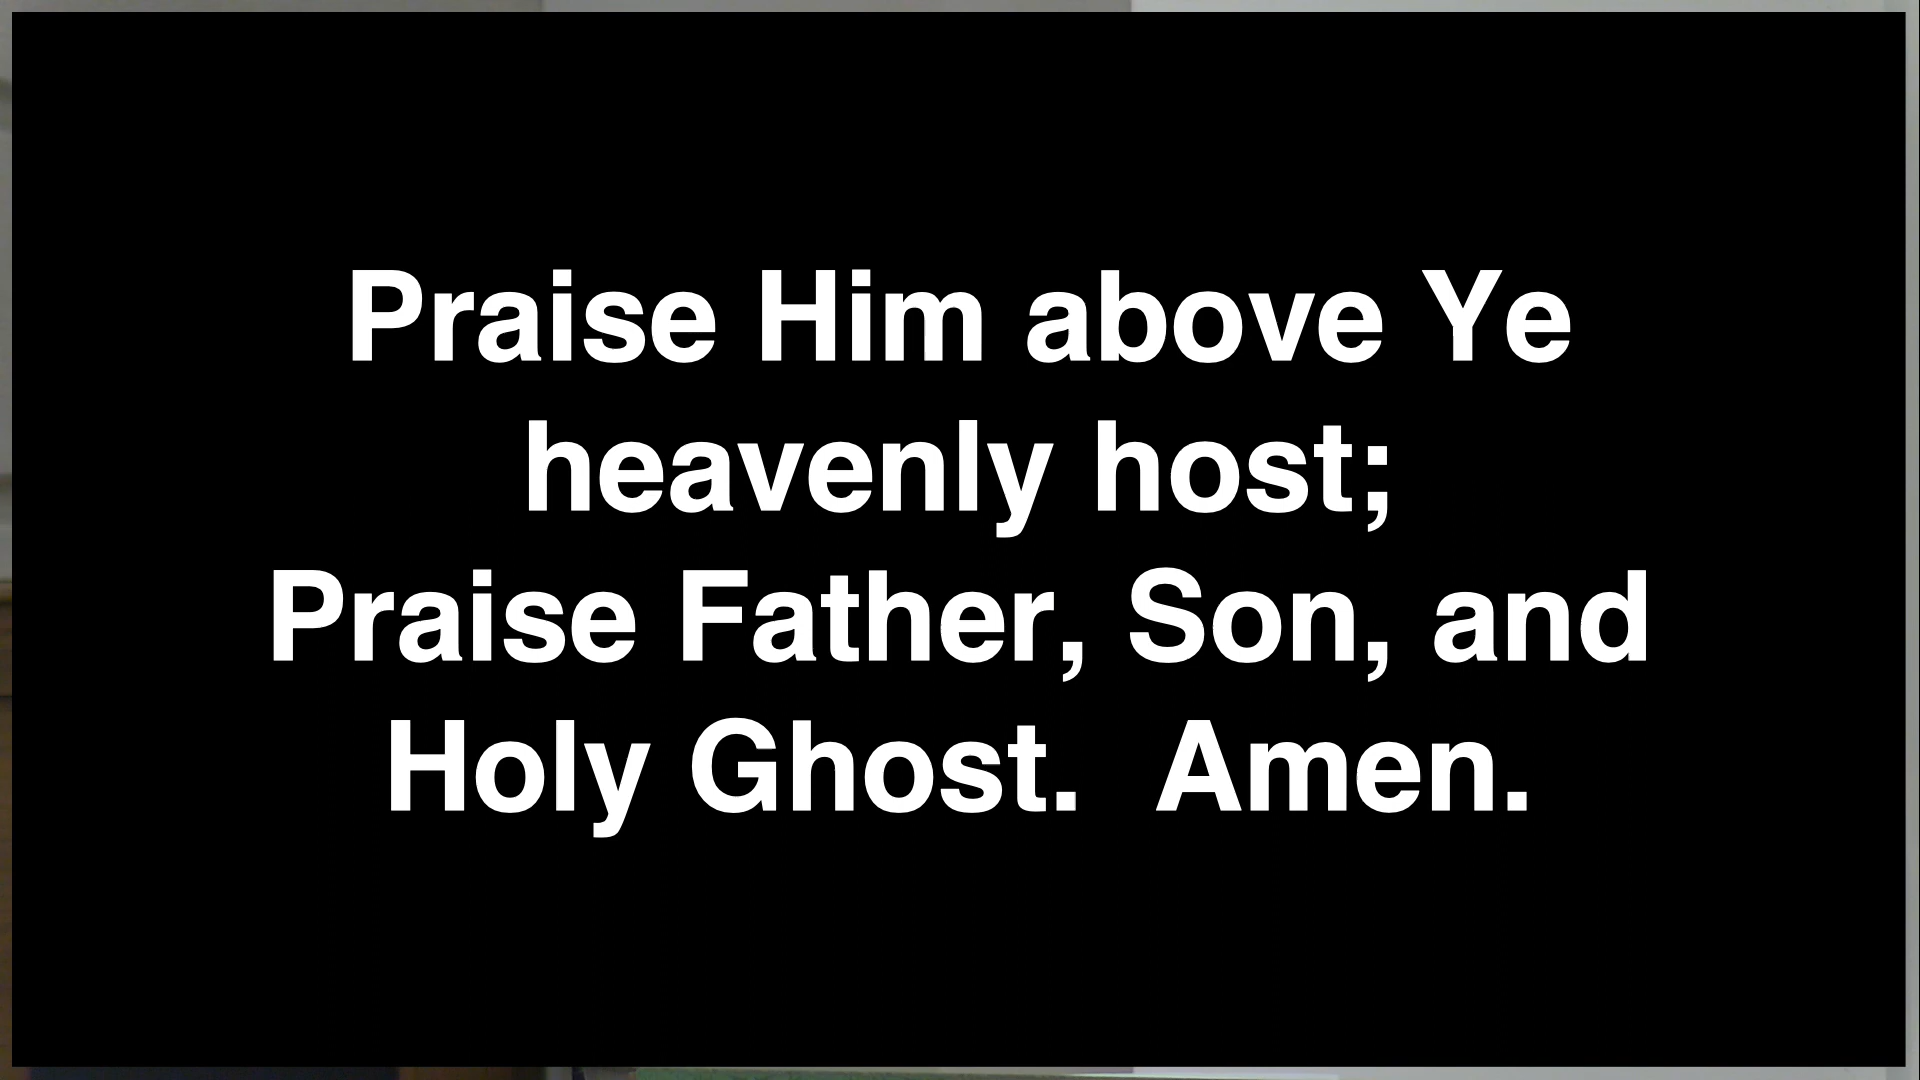 Praise Him above Ye
heavenly host;
Praise Father, Son, and
Holy Ghost.  Amen.